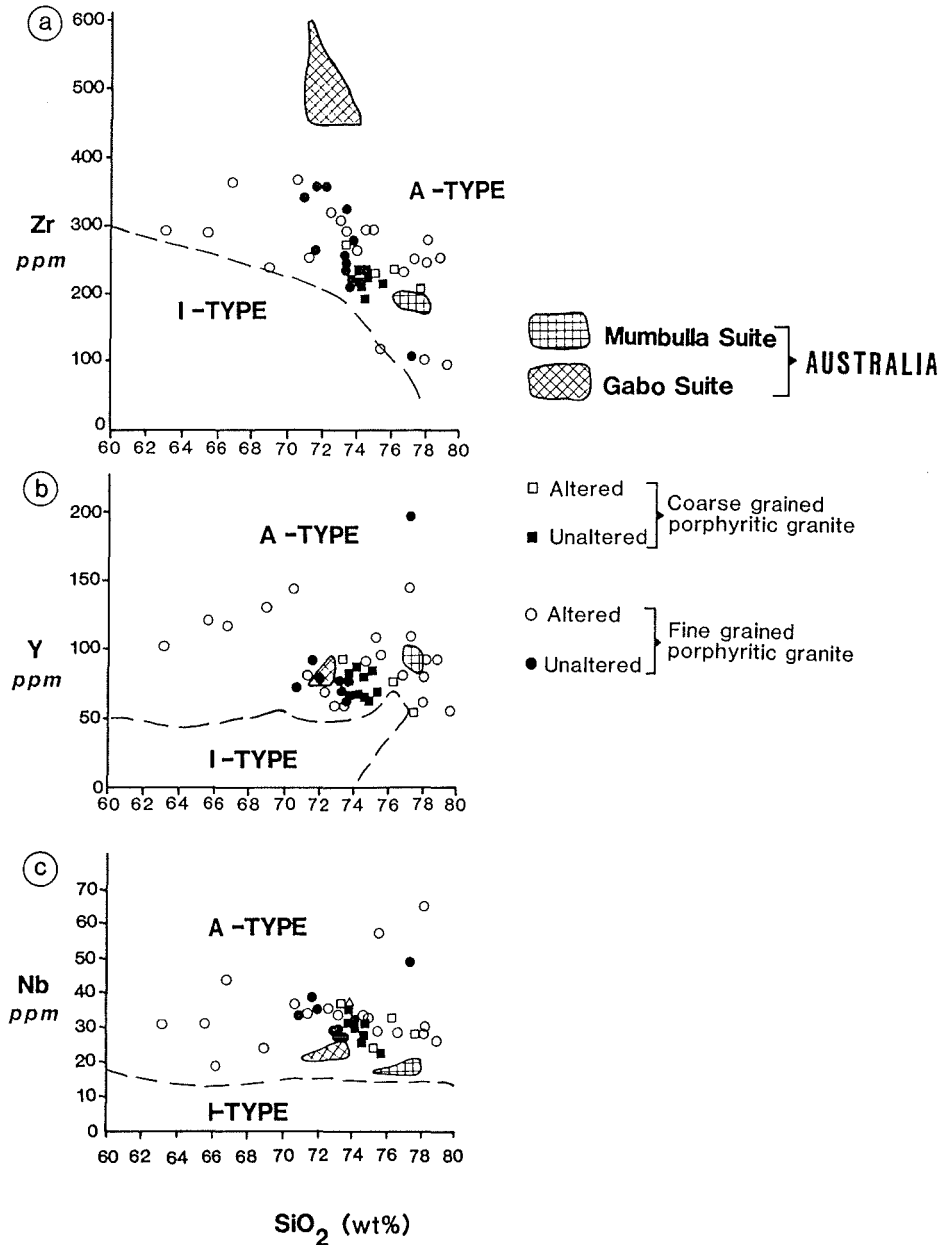 a
600
500
400
300
200
100
0
Zr
ppm
A-TYPE
I-TYPE
60 62 64 66 68 70 72 74 76 78 80
Mumbulla Suite
Gabo Suite
AUSTRALIA
b
200
150
100
50
0
Y
ppm
A-TYPE
I-TYPE
60 62 64 66 68 70 72 74 76 78 80
Altered
Unaltered
Coarse grained
porphyritic granite
Altered
Unaltered
Fine grained
porphyritic granite
c
70
60
50
40
30
20
10
0
Nb
ppm
A-TYPE
I-TYPE
60 62 64 66 68 70 72 74 76 78 80
SiO2 (wt%)